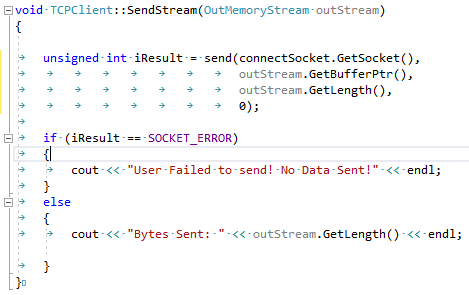 void TCPClient::SendStream(OutMemoryStream outStream)
{
unsigned int iResult = send(connectSocket.GetSocket(),
outStream.GetBufferPtr(),
outStream.GetLength(),
0);
if (iResult == SOCKET_ERROR)
{
cout << "User Failed to send! No Data Sent!" << endl;
}
else
{
cout << "Bytes Sent: " << outStream.GetLength() << endl;
}
}